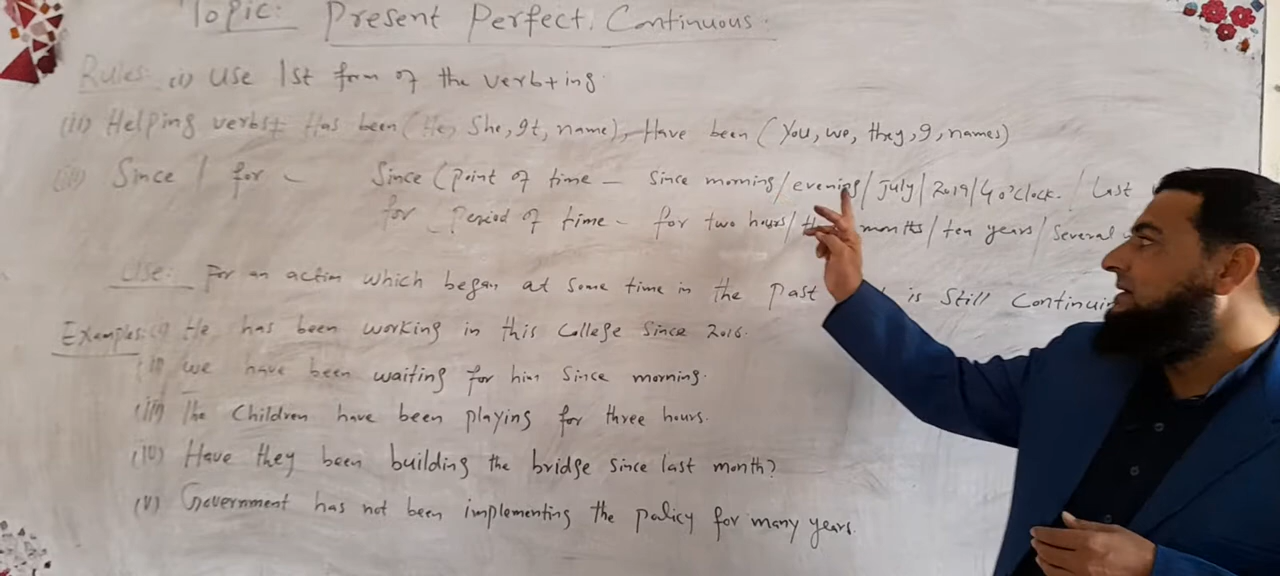 Topic: Present Perfect Continuous.
Rules: (i) Use 1st form of the verb+ing.
(ii) Helping verbs+ Has been (He, She, It, name), Have been (You, we, they, I, names)
(iii) Since / for – Since (Point of time – since morning/evening/July/2019/4 o'clock./Last
for – Period of time – for two hours/ months/ten years/several
Use: For an action which began at some time in the Past is still
Examples: (i) He has been working in this College since 2016.
(ii) we have been waiting for him since morning.
(iii) The children have been playing for three hours.
(iv) Have they been building the bridge since last month?
(v) Government has not been implementing the policy for many years.